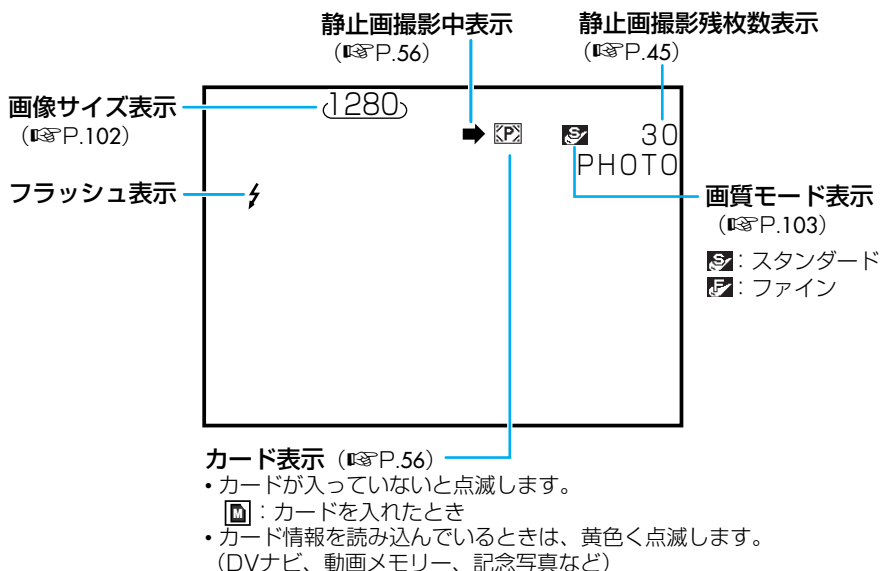 静止画撮影中表示
(☞P.56)
静止画撮影残枚数表示
(☞P.45)
画像サイズ表示
(☞P.102)
1280
P
S
30
PHOTO
フラッシュ表示
画質モード表示
(☞P.103)
S:スタンダード
F:ファイン
カード表示(☞P.56)
•カードが入っていないと点滅します。
M:カードを入れたとき
•カード情報を読み込んでいるときは、黄色く点滅します。
(DVナビ、動画メモリー、記念写真など)